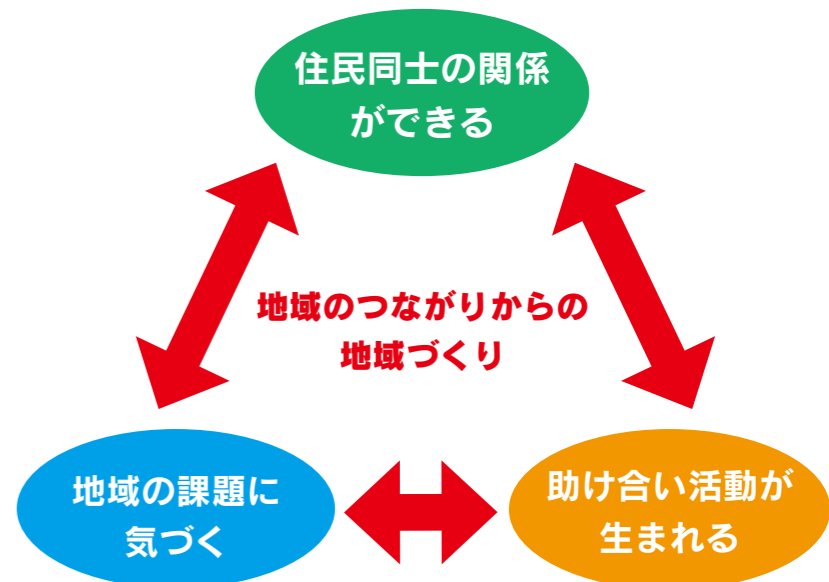 住民同士の関係
ができる
地域のつながりからの
地域づくり
地域の課題に
気づく
助け合い活動が
生まれる